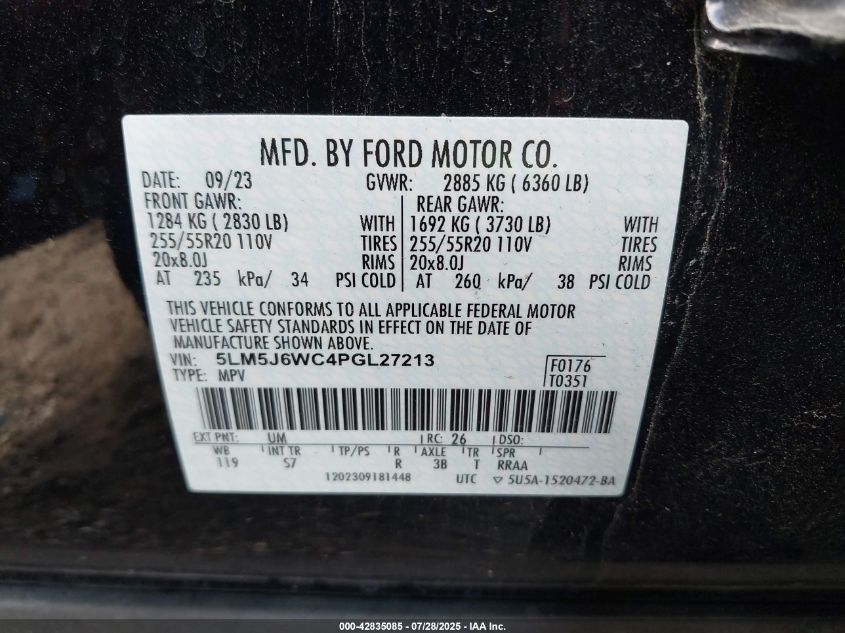 MFD. BY FORD MOTOR CO.
DATE: 09/23 GVWR: 2885 KG ( 6360 LB)
FRONT GAWR: REAR GAWR:
1284 KG ( 2830 LB) WITH 1692 KG ( 3730 LB) WITH
255/55R20 110V TIRES 255/55R20 110V TIRES
20x8.0J RIMS 20x8.0J RIMS
AT 235 kPa/ 34 PSI COLD AT 260 kPa/ 38 PSI COLD
THIS VEHICLE CONFORMS TO ALL APPLICABLE FEDERAL MOTOR
VEHICLE SAFETY STANDARDS IN EFFECT ON THE DATE OF
MANUFACTURE SHOWN ABOVE.
VIN: 5LM5J6WC4PGL27213 F0176
TYPE: MPV T0351
EXT PNT: UM RC: 26 DSO:
WB INT TR TP/PS R AXLE TR SPR
119 S7 R 3B T RRAA
1202309181448 UTC ▽ 5U5A-1520472-BA
000-42835085 | 07/28/2025 - IAA Inc.